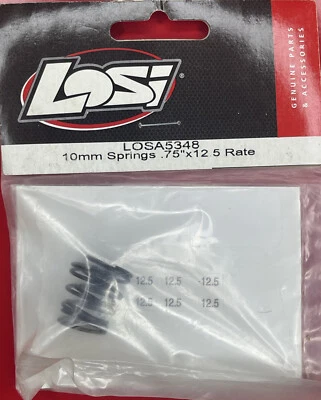 LOSi
GENUINE PARTS
& ACCESSORIES
LOSA5348
10mm Springs .75"x12.5 Rate
12.5 12.5 12.5
12.5 12.5 12.5